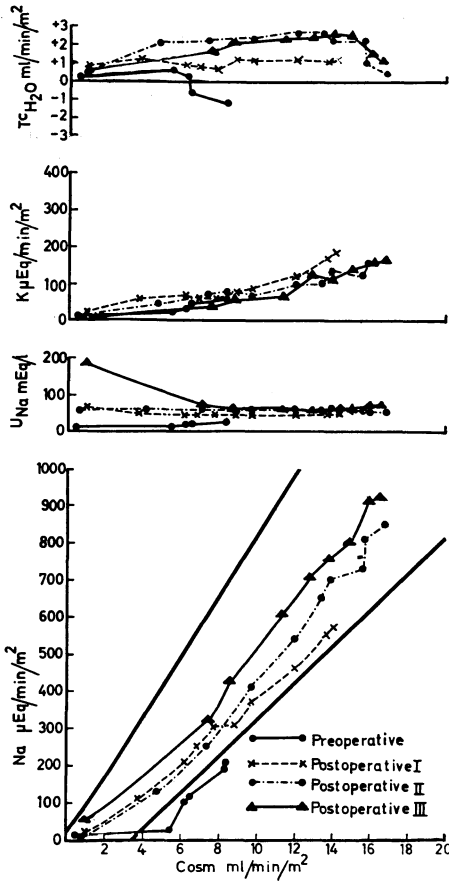 T^cH₂O ml/min/m²
+3
+2
+1
0
−1
−2
−3
KμEq/min/m²
400
300
200
100
0
U_Na mEq/l
200
100
0
Na μEq/min/m²
1000
900
800
700
600
500
400
300
200
100
0
Preoperative
Postoperative I
Postoperative II
Postoperative III
0 2 4 6 8 10 12 14 16 18 20
Cosm ml/min/m²